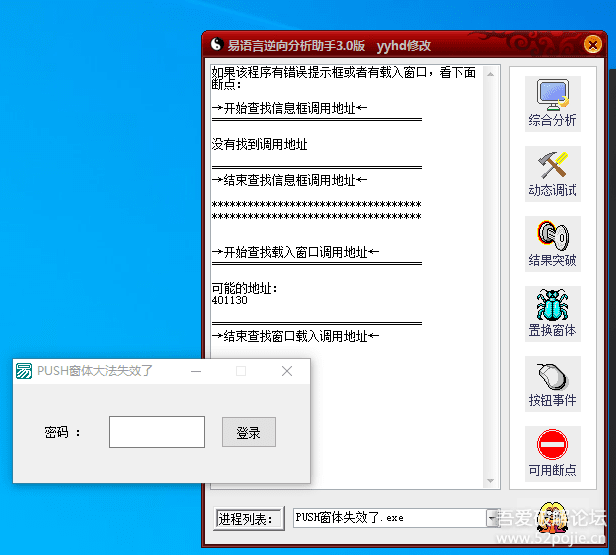 易语言逆向分析助手3.0版 yyhd修改
如果该程序有错误提示框或者有载入窗口，看下面
断点：
→开始查找信息框调用地址←
没有找到调用地址
→结束查找信息框调用地址←
***********************************
***********************************
→开始查找载入窗口调用地址←
可能的地址：
401130
→结束查找窗口载入调用地址←
综合分析
动态调试
结果突破
置换窗体
按钮事件
可用断点
易 PUSH窗体大法失效了
密码 ：
登录
进程列表：
PUSH窗体失效了.exe
吾爱破解论坛
www.52pojie.cn